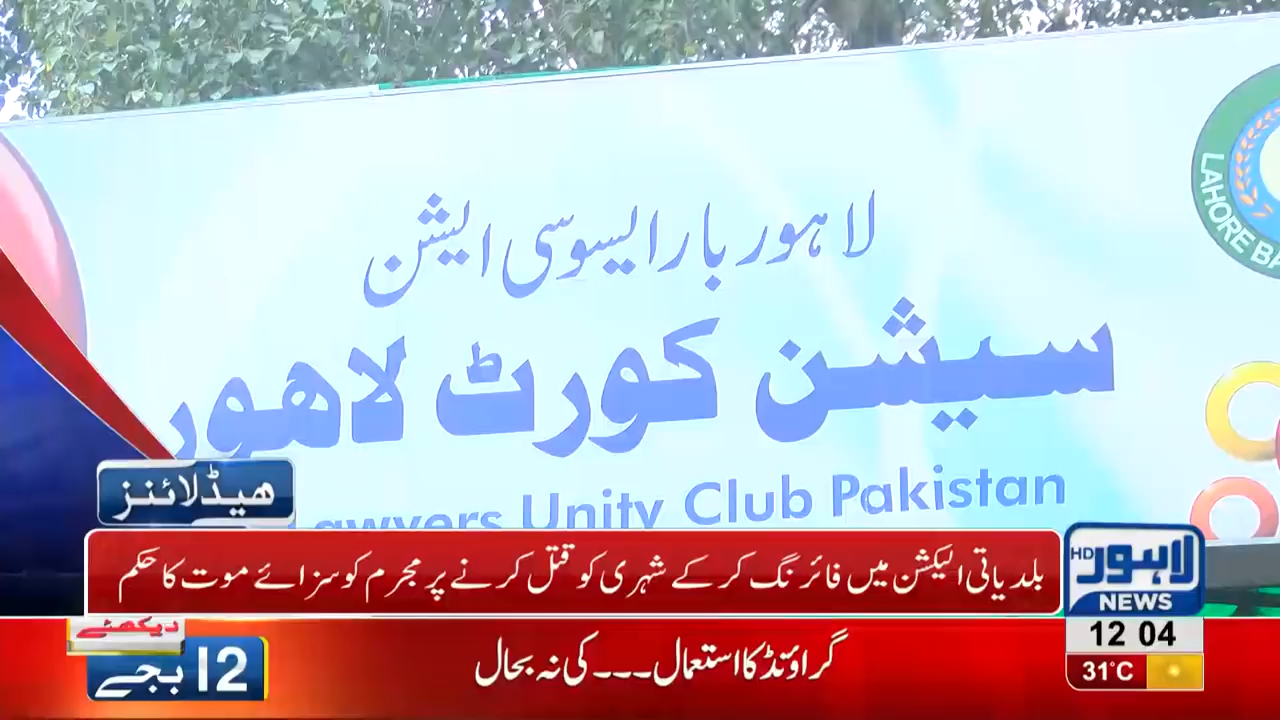 لاہور بار ایسوسی ایشن
سیشن کورٹ لاہور
Lawyers Unity Club Pakistan
LAHORE BA
ھیڈلائنز
بلدیاتی الیکشن میں فائرنگ کر کے شہری کو قتل کرنے پر مجرم کو سزائے موت کا حکم
HD لاہور
NEWS
12 04
31°C
دیکھئے
12 بجے
گراؤنڈ کا استعمال ۔۔۔ کی نہ بحال